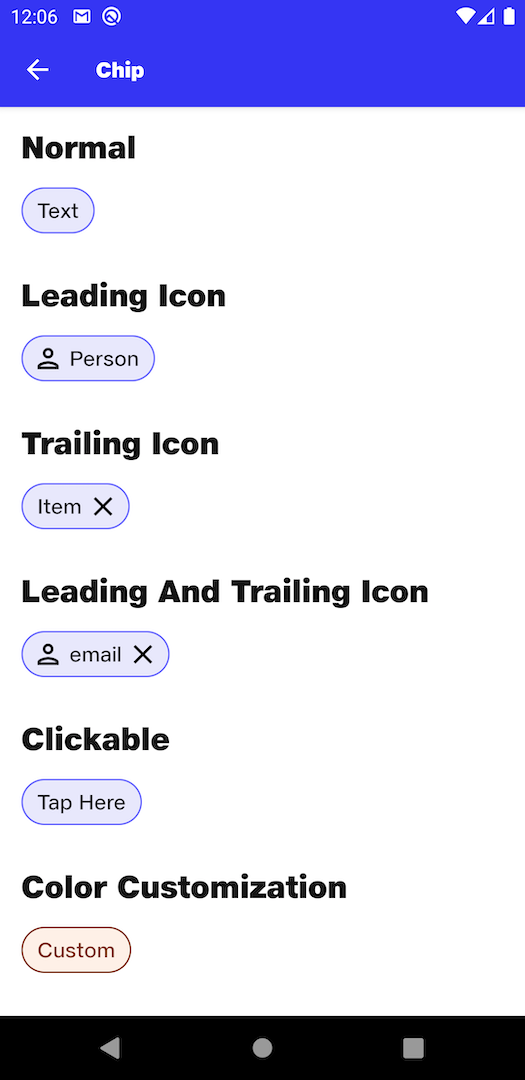 12:06
Chip
Normal
Text
Leading Icon
Person
Trailing Icon
Item
Leading And Trailing Icon
email
Clickable
Tap Here
Color Customization
Custom